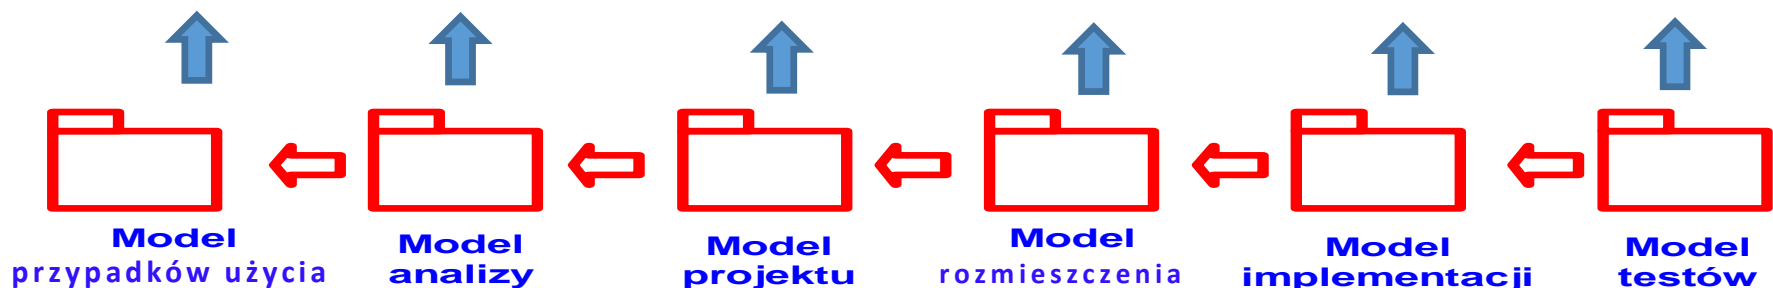 Model
przypadków użycia
Model
analizy
Model
projektu
Model
rozmieszczenia
Model
implementacji
Model
testów